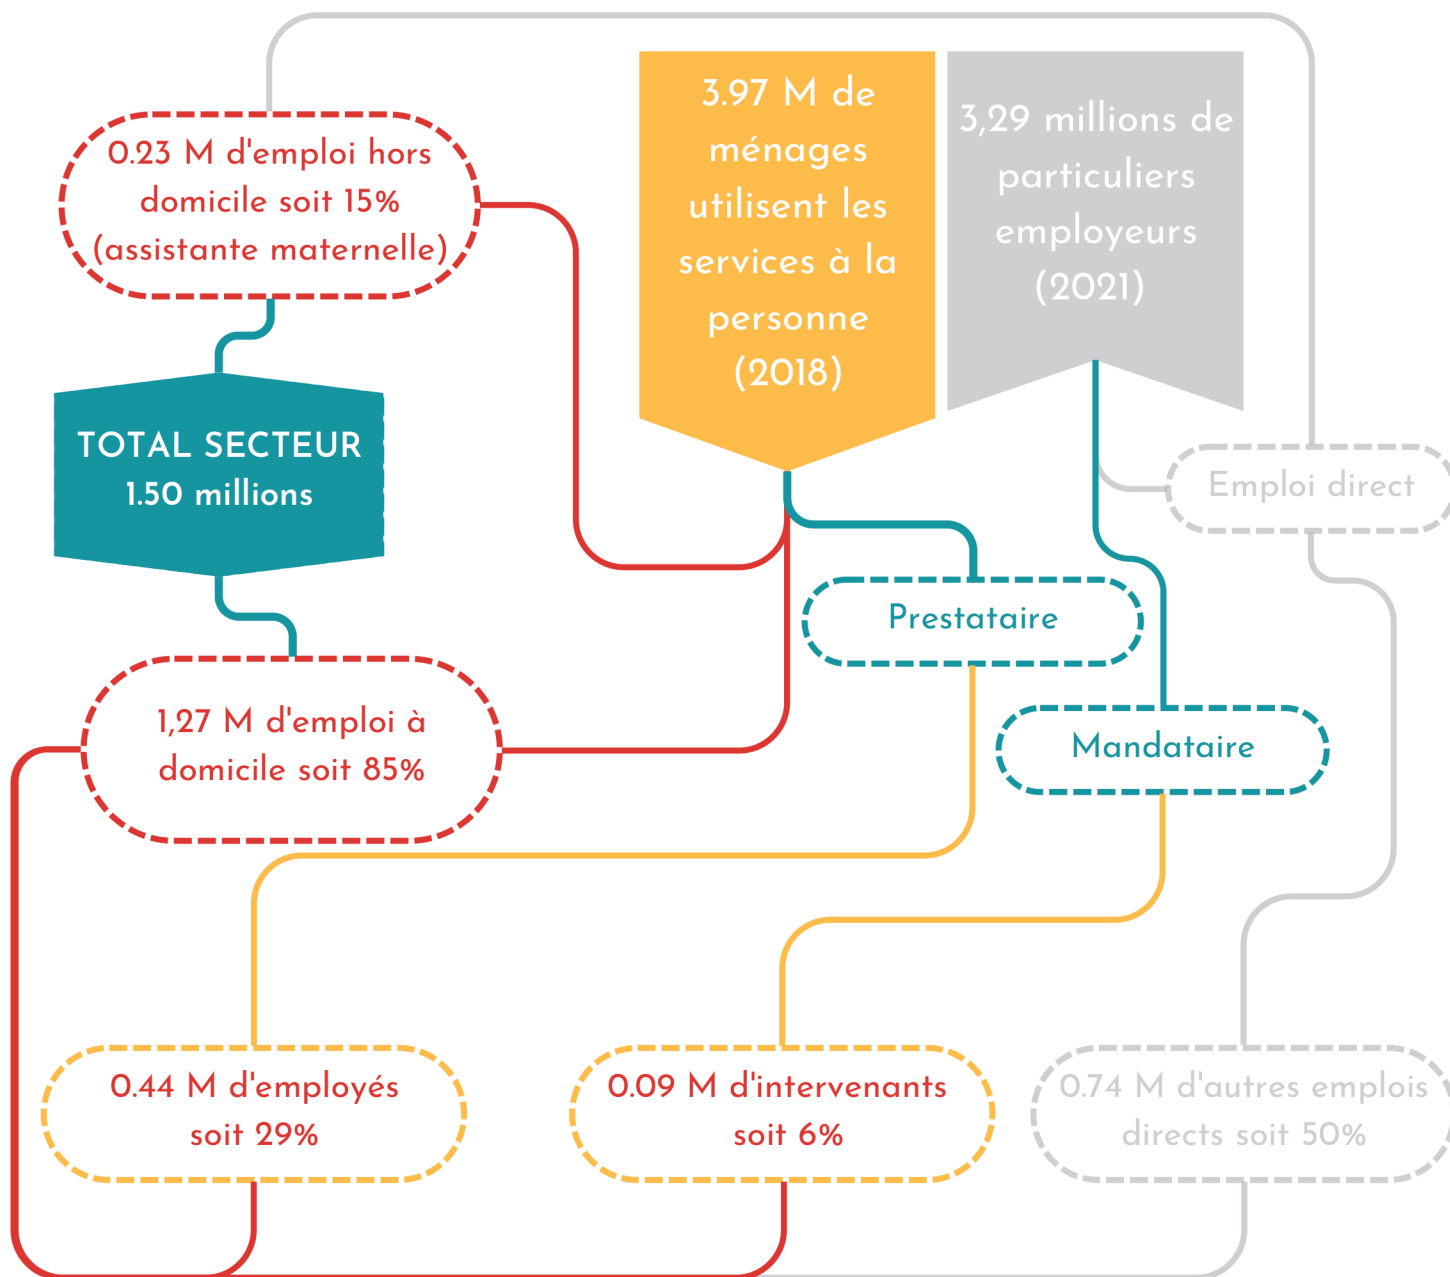 0.23 M d'emploi hors
domicile soit 15%
(assistante maternelle)
3.97 M de
ménages
utilisent les
services à la
personne
(2018)
3,29 millions de
particuliers
employeurs
(2021)
TOTAL SECTEUR
1.50 millions
Emploi direct
Prestataire
1,27 M d'emploi à
domicile soit 85%
Mandataire
0.44 M d'employés
soit 29%
0.09 M d'intervenants
soit 6%
0.74 M d'autres emplois
directs soit 50%